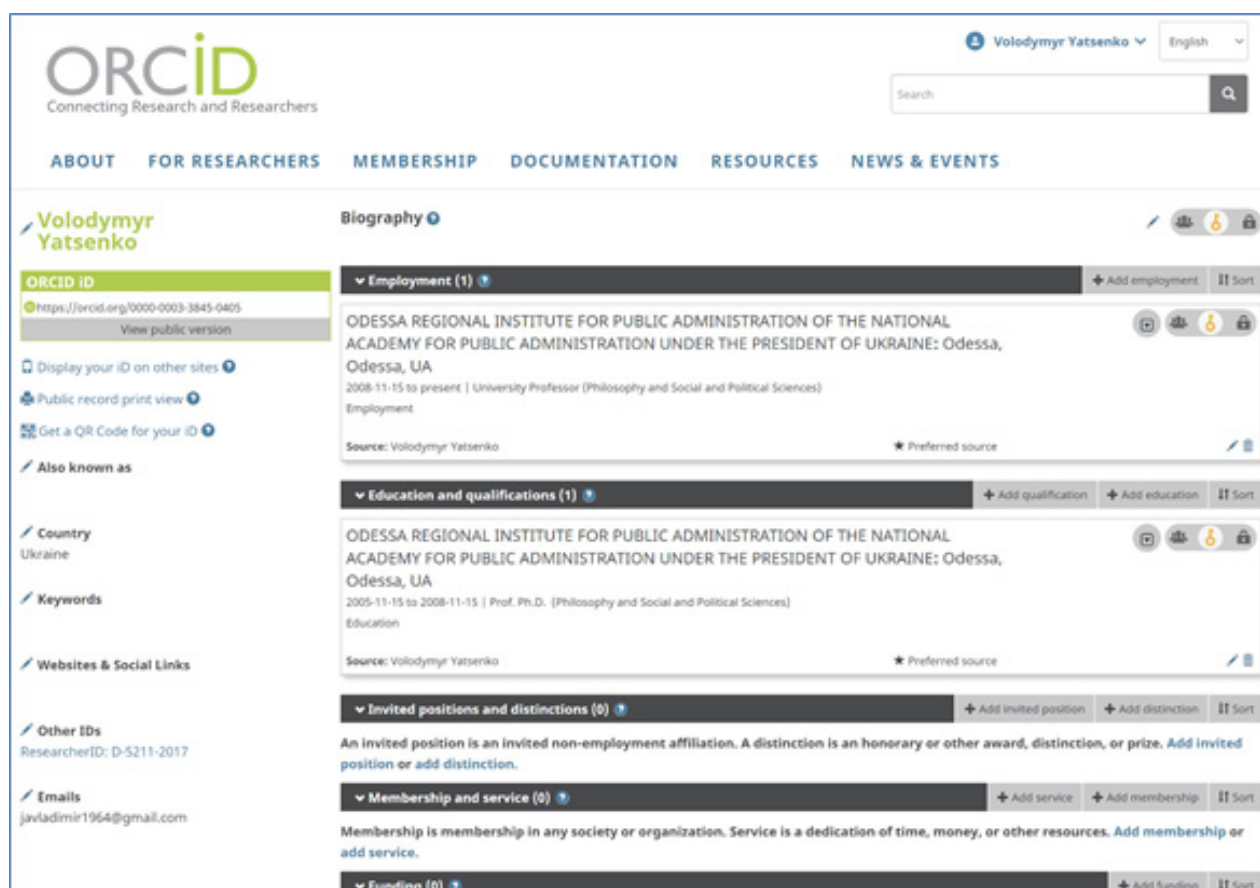 ORCID
Connecting Research and Researchers
Volodymyr Yatsenko
English
Search
ABOUT FOR RESEARCHERS MEMBERSHIP DOCUMENTATION RESOURCES NEWS & EVENTS
Volodymyr
Yatsenko
ORCID iD
https://orcid.org/0000-0003-3845-0405
View public version
Display your iD on other sites
Public record print view
Get a QR Code for your iD
Also known as
Country
Ukraine
Keywords
Websites & Social Links
Other IDs
ResearcherID: D-5211-2017
Emails
javladimir1964@gmail.com
Biography
Employment (1) Add employment Sort
ODESSA REGIONAL INSTITUTE FOR PUBLIC ADMINISTRATION OF THE NATIONAL
ACADEMY FOR PUBLIC ADMINISTRATION UNDER THE PRESIDENT OF UKRAINE: Odessa,
Odessa, UA
2008-11-15 to present | University Professor (Philosophy and Social and Political Sciences)
Employment
Source: Volodymyr Yatsenko ★ Preferred source
Education and qualifications (1) Add qualification Add education Sort
ODESSA REGIONAL INSTITUTE FOR PUBLIC ADMINISTRATION OF THE NATIONAL
ACADEMY FOR PUBLIC ADMINISTRATION UNDER THE PRESIDENT OF UKRAINE: Odessa,
Odessa, UA
2005-11-15 to 2008-11-15 | Prof. Ph.D. (Philosophy and Social and Political Sciences)
Education
Source: Volodymyr Yatsenko ★ Preferred source
Invited positions and distinctions (0) Add invited position Add distinction Sort
An invited position is an invited non-employment affiliation. A distinction is an honorary or other award, distinction, or prize. Add invited
position or add distinction.
Membership and service (0) Add service Add membership Sort
Membership is membership in any society or organization. Service is a dedication of time, money, or other resources. Add membership or
add service.
Funding (0) Add funding Sort